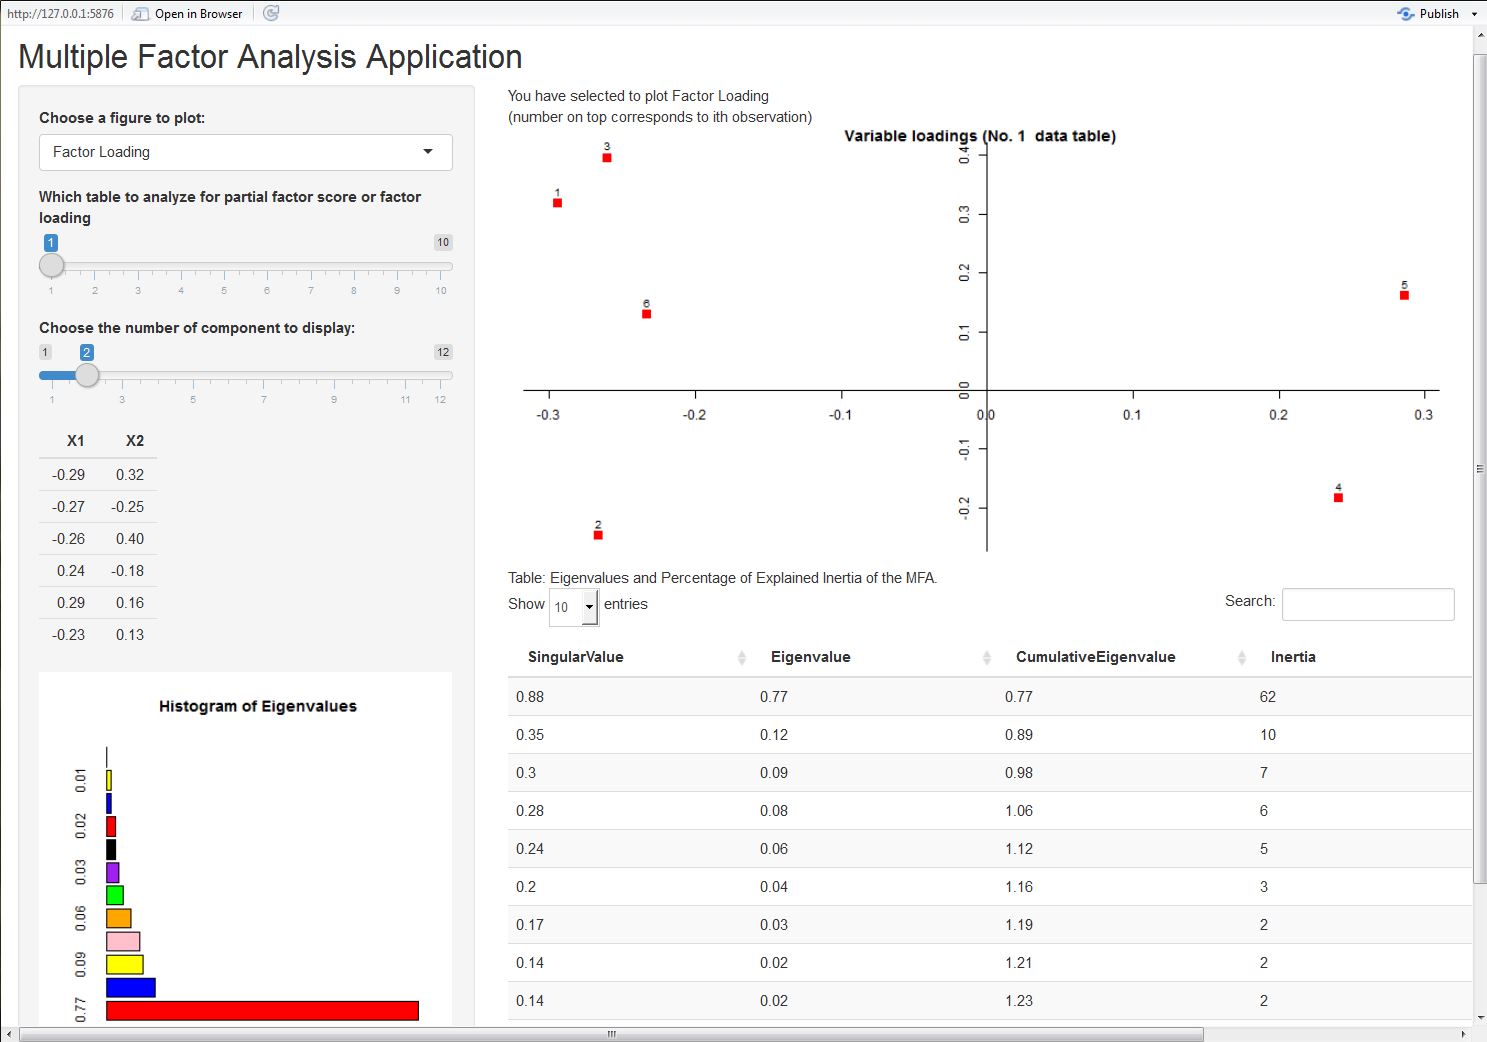 http://127.0.0.1:5876 Open in Browser Publish
Multiple Factor Analysis Application
Choose a figure to plot:
Factor Loading
Which table to analyze for partial factor score or factor
loading
1 10
1 2 3 4 5 6 7 8 9 10
Choose the number of component to display:
1 2 12
1 3 5 7 9 11 12
X1 X2
-0.29 0.32
-0.27 -0.25
-0.26 0.40
0.24 -0.18
0.29 0.16
-0.23 0.13
Histogram of Eigenvalues
0.01
0.02
0.03
0.06
0.09
0.77
You have selected to plot Factor Loading
(number on top corresponds to ith observation)
Variable loadings (No. 1 data table)
3
0.4
1
0.3
0.2
5
6
0.1
0.0
-0.3 -0.2 -0.1 0.0 0.1 0.2 0.3
-0.1
4
-0.2
2
Table: Eigenvalues and Percentage of Explained Inertia of the MFA.
Show 10 entries Search:
SingularValue Eigenvalue CumulativeEigenvalue Inertia
0.88 0.77 0.77 62
0.35 0.12 0.89 10
0.3 0.09 0.98 7
0.28 0.08 1.06 6
0.24 0.06 1.12 5
0.2 0.04 1.16 3
0.17 0.03 1.19 2
0.14 0.02 1.21 2
0.14 0.02 1.23 2